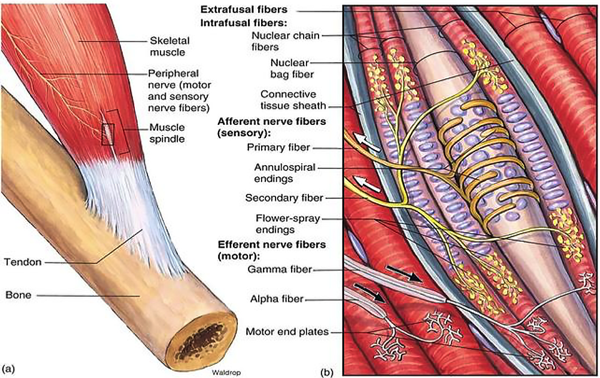 Skeletal
muscle
Peripheral
nerve (motor
and sensory
nerve fibers)
Muscle
spindle
Tendon
Bone
Waldrop
(a)
Extrafusal fibers
Intrafusal fibers:
Nuclear chain
fibers
Nuclear
bag fiber
Connective
tissue sheath
Afferent nerve fibers
(sensory):
Primary fiber
Annulospiral
endings
Secondary fiber
Flower-spray
endings
Efferent nerve fibers
(motor):
Gamma fiber
Alpha fiber
Motor end plates
(b)